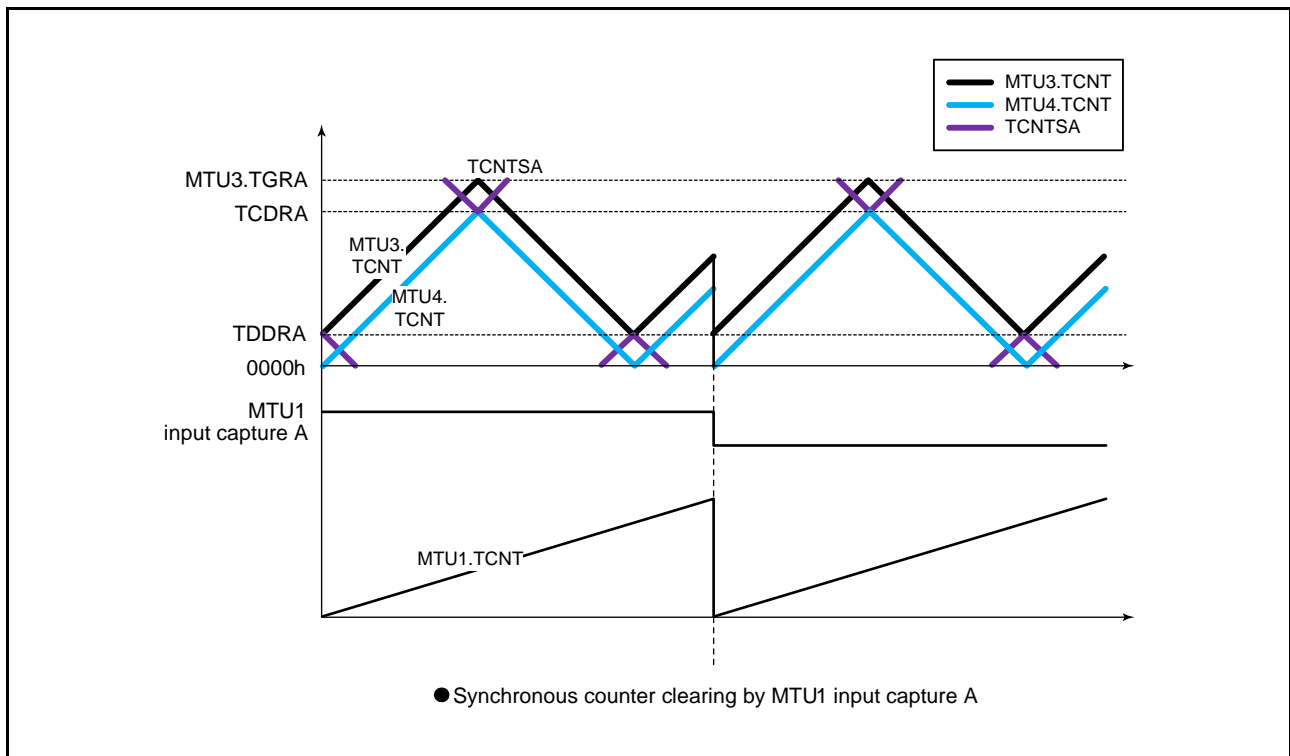 MTU3.TCNT
MTU4.TCNT
TCNTSA
TCNTSA
MTU3.TGRA
TCDRA
MTU3.
TCNT
MTU4.
TCNT
TDDRA
0000h
MTU1
input capture A
MTU1.TCNT
● Synchronous counter clearing by MTU1 input capture A